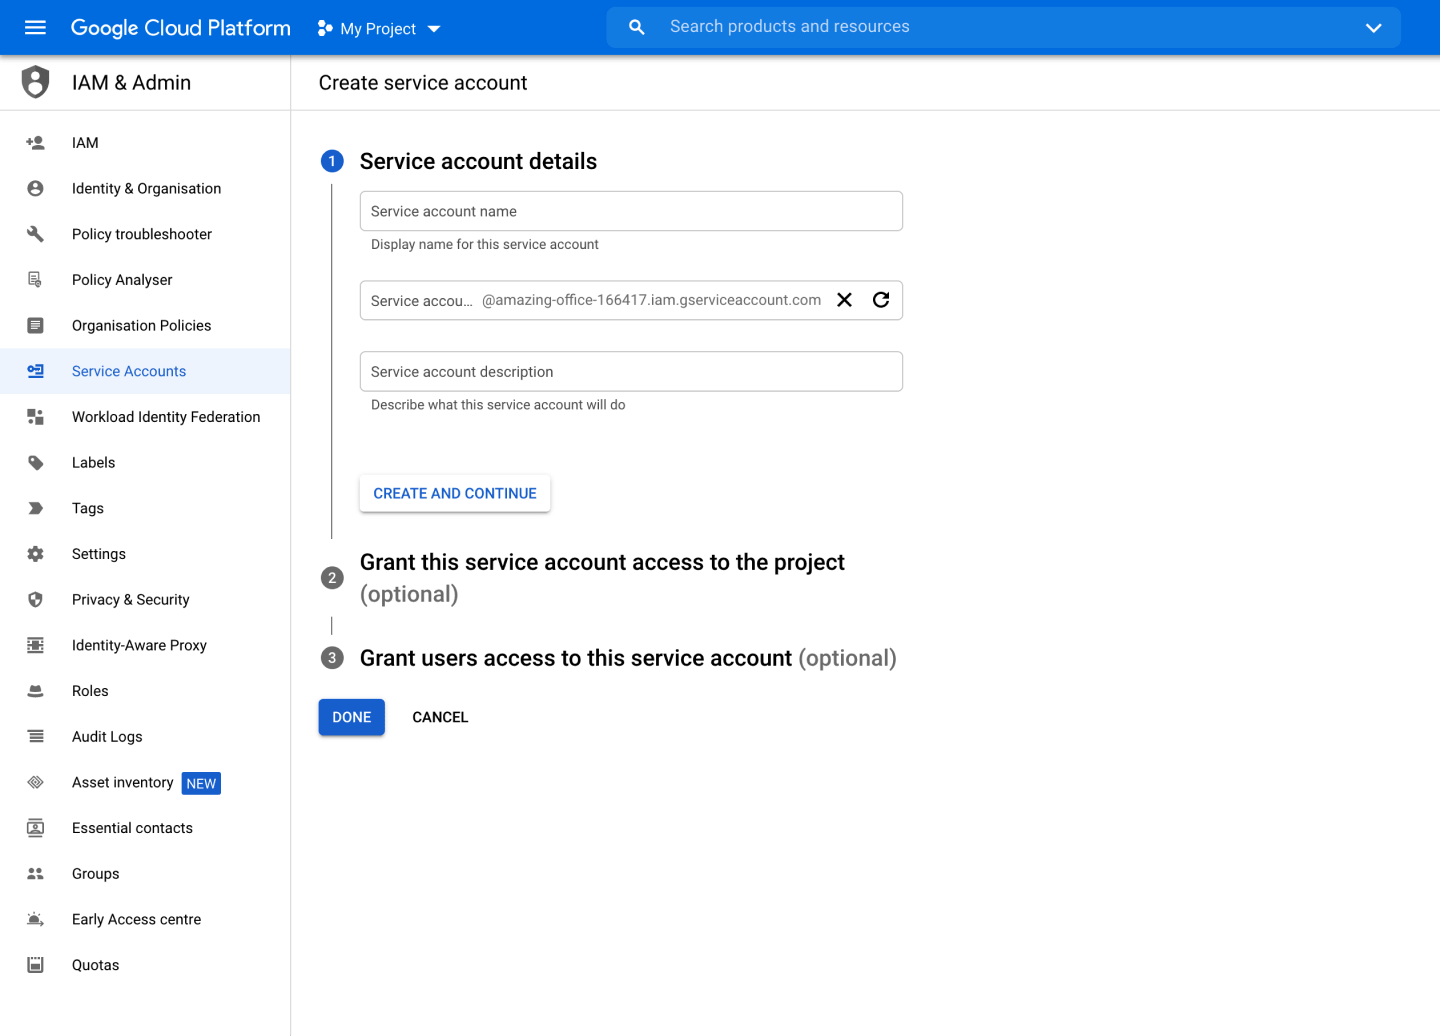 Google Cloud Platform
My Project
Search products and resources
IAM & Admin
IAM
Identity & Organisation
Policy troubleshooter
Policy Analyser
Organisation Policies
Service Accounts
Workload Identity Federation
Labels
Tags
Settings
Privacy & Security
Identity-Aware Proxy
Roles
Audit Logs
Asset inventory NEW
Essential contacts
Groups
Early Access centre
Quotas
Create service account
1 Service account details
Service account name
Display name for this service account
Service accou... @amazing-office-166417.iam.gserviceaccount.com
Service account description
Describe what this service account will do
CREATE AND CONTINUE
2 Grant this service account access to the project
(optional)
3 Grant users access to this service account (optional)
DONE CANCEL